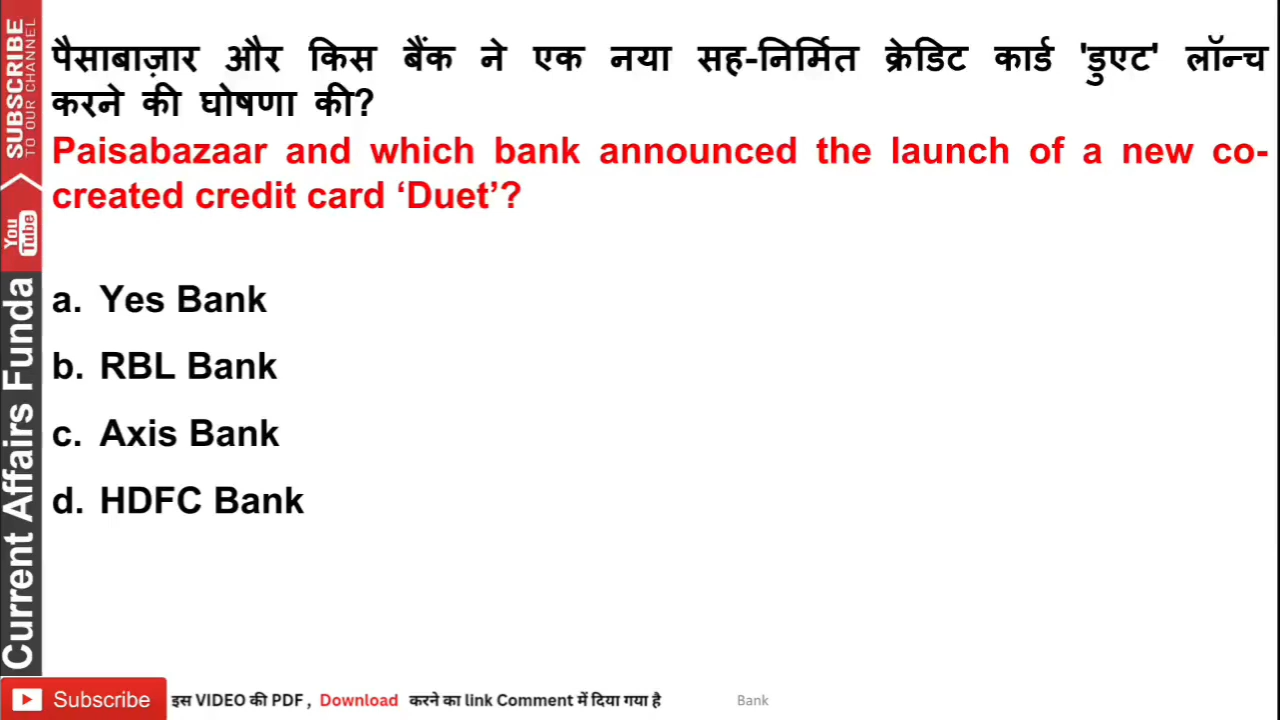 पैसाबाज़ार और किस बैंक ने एक नया सह-निर्मित क्रेडिट कार्ड 'डुएट' लॉन्च
करने की घोषणा की?
Paisabazaar and which bank announced the launch of a new co-
created credit card ‘Duet’?
a. Yes Bank
b. RBL Bank
c. Axis Bank
d. HDFC Bank
SUBSCRIBE
TO OUR CHANNEL
You
Tube
Current Affairs Funda
Subscribe इस VIDEO की PDF , Download करने का link Comment में दिया गया है Bank